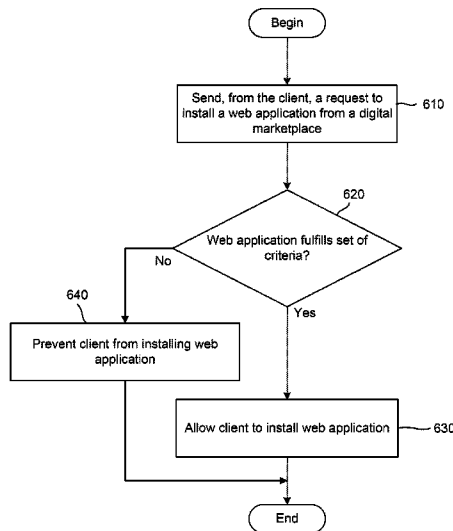 Begin
Send, from the client, a request to
install a web application from a digital
marketplace
610
620
Web application fulfills set of
criteria?
No
Yes
640
Prevent client from installing web
application
Allow client to install web application
630
End